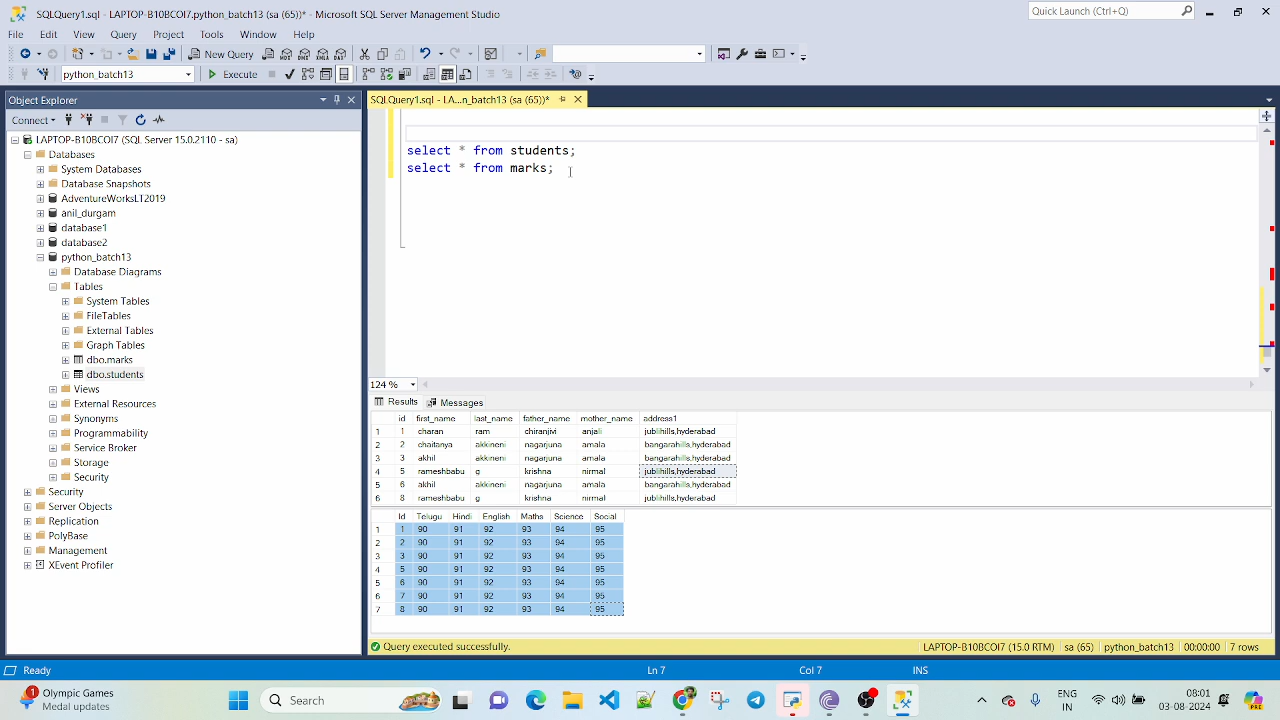 SQLQuery1.sql - LAPTOP-B10BCOI7.python_batch13 (sa (65))* - Microsoft SQL Server Management Studio
Quick Launch (Ctrl+Q)
File Edit View Query Project Tools Window Help
New Query
python_batch13 Execute
Object Explorer
SQLQuery1.sql - LA...n_batch13 (sa (65))*
Connect
LAPTOP-B10BCOI7 (SQL Server 15.0.2110 - sa)
Databases
System Databases
Database Snapshots
AdventureWorksLT2019
anil_durgam
database1
database2
python_batch13
Database Diagrams
Tables
System Tables
FileTables
External Tables
Graph Tables
dbo.marks
dbo.students
Views
External Resources
Synonyms
Programmability
Service Broker
Storage
Security
Security
Server Objects
Replication
PolyBase
Management
XEvent Profiler
select * from students;
select * from marks;
124 %
Results Messages
id first_name last_name father_name mother_name address1
1 1 charan ram chiranjivi anjali jublihills,hyderabad
2 2 chaitanya akkineni nagarjuna amala bangarahills,hyderabad
3 3 akhil akkineni nagarjuna amala bangarahills,hyderabad
4 5 rameshbabu g krishna nirmal jublihills,hyderabad
5 6 akhil akkineni nagarjuna amala bangarahills,hyderabad
6 8 rameshbabu g krishna nirmal jublihills,hyderabad
Id Telugu Hindi English Maths Science Social
1 1 90 91 92 93 94 95
2 2 90 91 92 93 94 95
3 3 90 91 92 93 94 95
4 5 90 91 92 93 94 95
5 6 90 91 92 93 94 95
6 7 90 91 92 93 94 95
7 8 90 91 92 93 94 95
Query executed successfully. LAPTOP-B10BCOI7 (15.0 RTM) sa (65) python_batch13 00:00:00 7 rows
Ready Ln 7 Col 7 INS
1 Olympic Games
Medal updates
Search
ENG
IN
08:01
03-08-2024